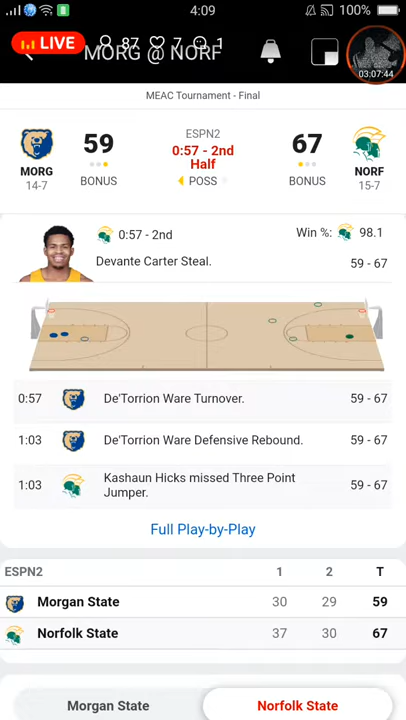 4:09
100%
LIVE
87
7
1
MORG @ NORF
03:07:44
MEAC Tournament - Final
59
ESPN2
67
0:57 - 2nd
Half
MORG
NORF
14-7
BONUS
POSS
BONUS
15-7
0:57 - 2nd
Win %:
98.1
Devante Carter Steal.
59 - 67
0:57
De'Torrion Ware Turnover.
59 - 67
1:03
De'Torrion Ware Defensive Rebound.
59 - 67
1:03
Kashaun Hicks missed Three Point
Jumper.
59 - 67
Full Play-by-Play
ESPN2 1 2 T
Morgan State 30 29 59
Norfolk State 37 30 67
Morgan State
Norfolk State